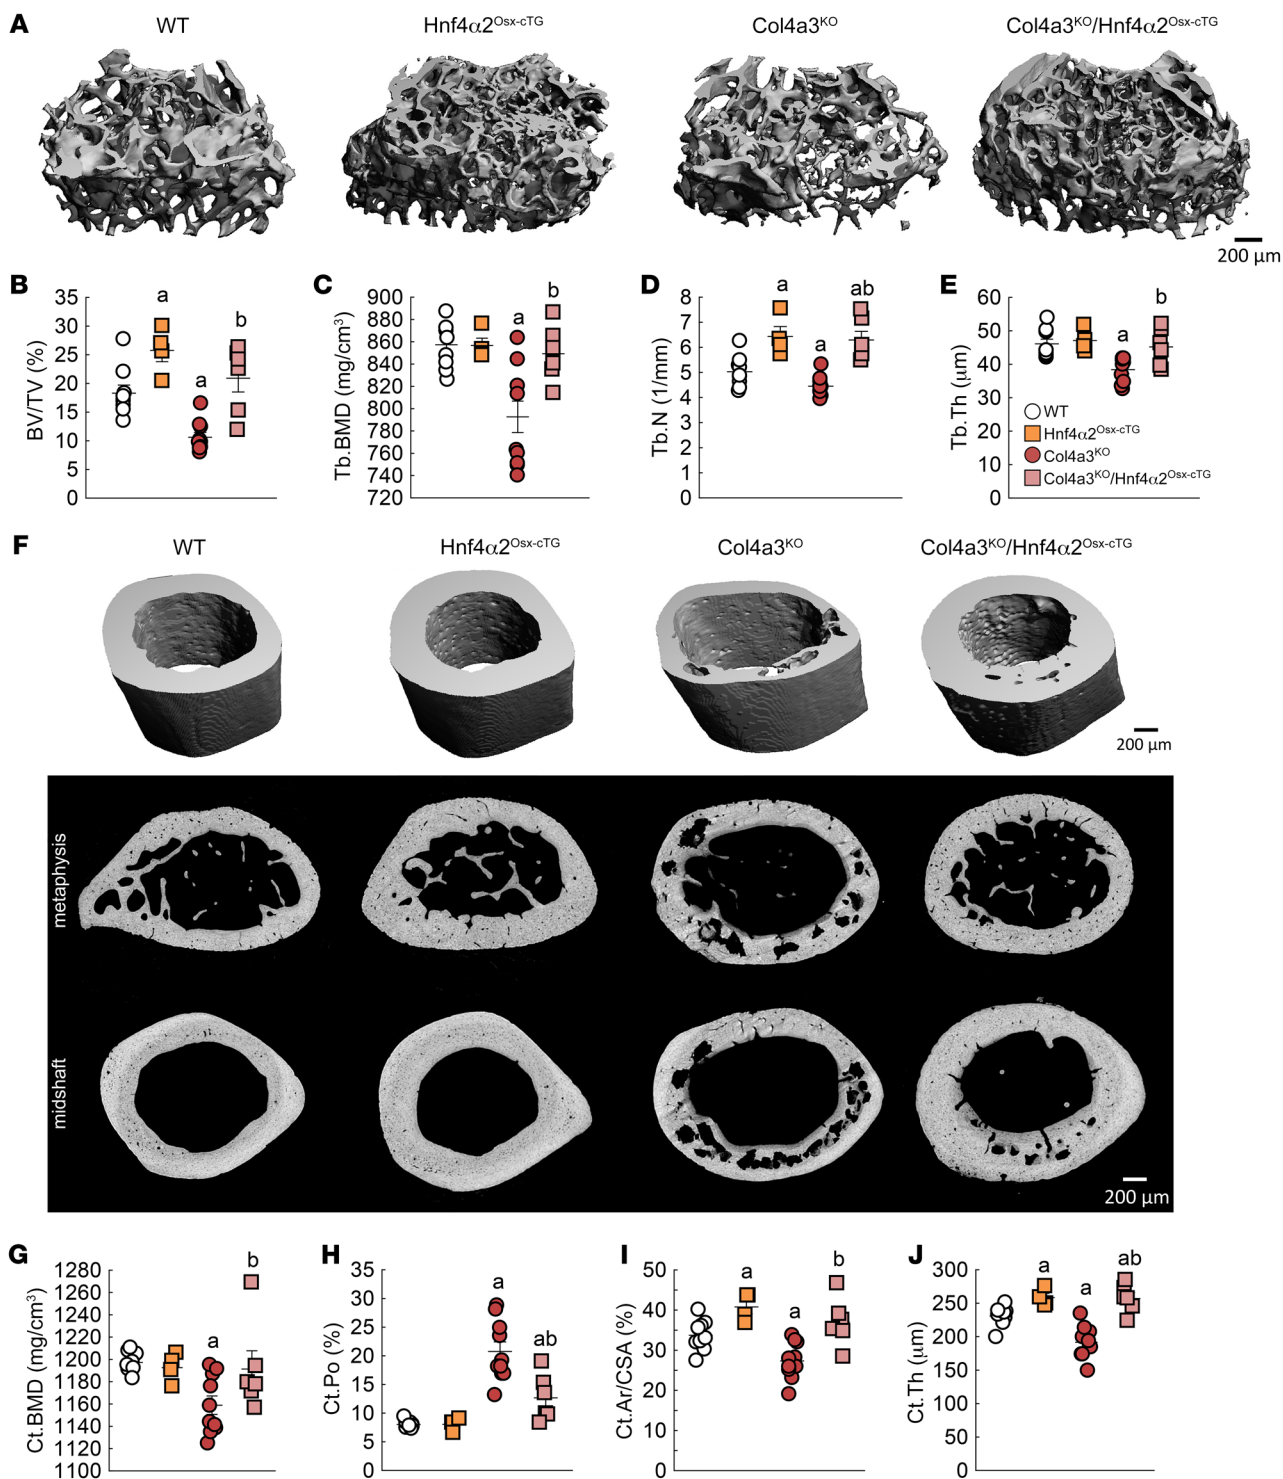 A
WT
Hnf4α2Osx-cTG
Col4a3KO
Col4a3KO/Hnf4α2Osx-cTG
200 μm
B
BV/TV (%)
35
30
25
20
15
10
5
0
a
a
b
C
Tb.BMD (mg/cm3)
900
880
860
840
820
800
780
760
740
720
a
b
D
Tb.N (1/mm)
8
7
6
5
4
3
2
1
0
a
a
ab
E
Tb.Th (μm)
60
50
40
30
20
10
0
a
b
WT
Hnf4α2Osx-cTG
Col4a3KO
Col4a3KO/Hnf4α2Osx-cTG
F
WT
Hnf4α2Osx-cTG
Col4a3KO
Col4a3KO/Hnf4α2Osx-cTG
200 μm
metaphysis
midshaft
200 μm
G
Ct.BMD (mg/cm3)
1280
1260
1240
1220
1200
1180
1160
1140
1120
1100
a
b
H
Ct.Po (%)
35
30
25
20
15
10
5
0
a
ab
I
Ct.Ar/CSA (%)
50
40
30
20
10
0
a
a
b
J
Ct.Th (μm)
300
250
200
150
100
50
0
a
a
ab